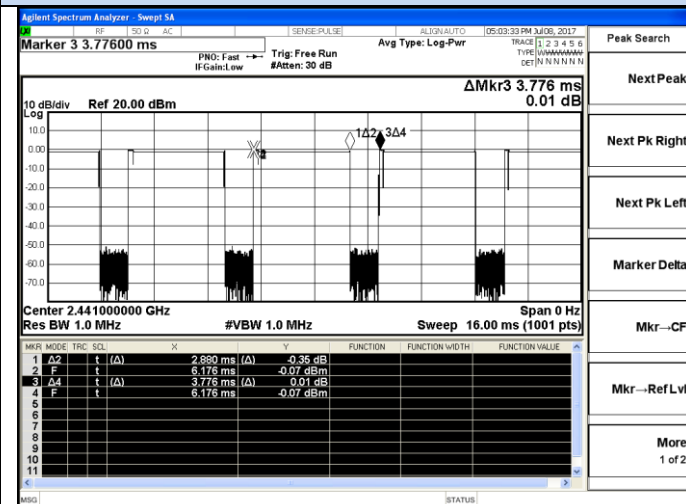 Agilent Spectrum Analyzer - Swept SA
RF 50 Ω AC SENSE:PULSE ALIGNAUTO 05:03:33 PM Jul 08, 2017
Marker 3 3.77600 ms
PNO: Fast
IFGain:Low
Trig: Free Run
#Atten: 30 dB
Avg Type: Log-Pwr
TRACE 1 2 3 4 5 6
TYPE WWWWWW
DET N N N N N N
ΔMkr3 3.776 ms
0.01 dB
10 dB/div Ref 20.00 dBm
Log
10.0
0.00
-10.0
-20.0
-30.0
-40.0
-50.0
-60.0
-70.0
1Δ2 3Δ4
Center 2.441000000 GHz Span 0 Hz
Res BW 1.0 MHz #VBW 1.0 MHz Sweep 16.00 ms (1001 pts)
MKR MODE TRC SCL X Y FUNCTION FUNCTION WIDTH FUNCTION VALUE
1 Δ2 t (Δ) 2.880 ms (Δ) -0.35 dB
2 F t 6.176 ms -0.07 dBm
3 Δ4 t (Δ) 3.776 ms (Δ) 0.01 dB
4 F t 6.176 ms -0.07 dBm
5
6
7
8
9
10
11
MSG STATUS
Peak Search
Next Peak
Next Pk Right
Next Pk Left
Marker Delta
Mkr→CF
Mkr→Ref Lvl
More
1 of 2